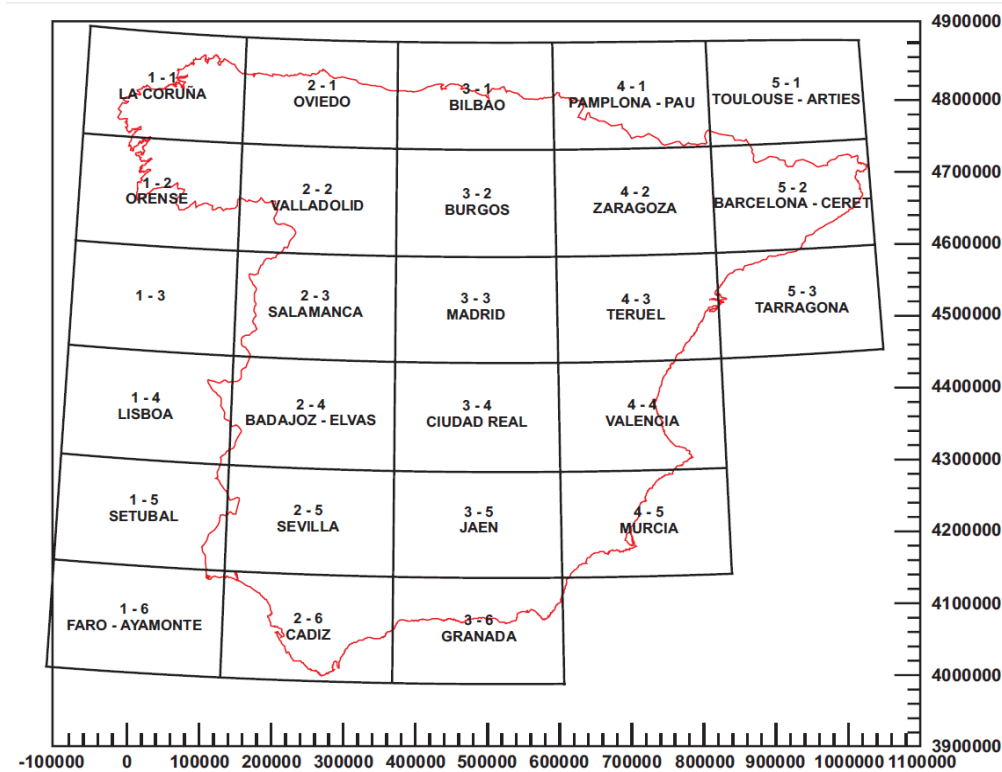 4900000
1 - 1
LA CORUÑA
2 - 1
OVIEDO
3 - 1
BILBAO
4 - 1
PAMPLONA - PAU
5 - 1
TOULOUSE - ARTIES
4800000
4700000
1 - 2
ORENSE
2 - 2
VALLADOLID
3 - 2
BURGOS
4 - 2
ZARAGOZA
5 - 2
BARCELONA - CERET
4600000
1 - 3
2 - 3
SALAMANCA
3 - 3
MADRID
4 - 3
TERUEL
5 - 3
TARRAGONA
4500000
4400000
1 - 4
LISBOA
2 - 4
BADAJOZ - ELVAS
3 - 4
CIUDAD REAL
4 - 4
VALENCIA
4300000
1 - 5
SETUBAL
2 - 5
SEVILLA
3 - 5
JAEN
4 - 5
MURCIA
4200000
4100000
1 - 6
FARO - AYAMONTE
2 - 6
CADIZ
3 - 6
GRANADA
4000000
3900000
-100000 0 100000 200000 300000 400000 500000 600000 700000 800000 900000 1000000 1100000